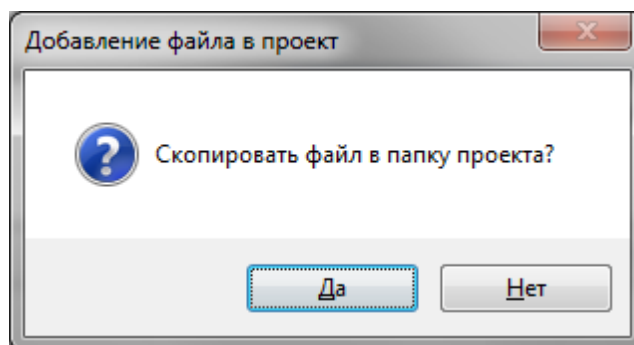 Добавление файла в проект
Скопировать файл в папку проекта?
Да
Нет